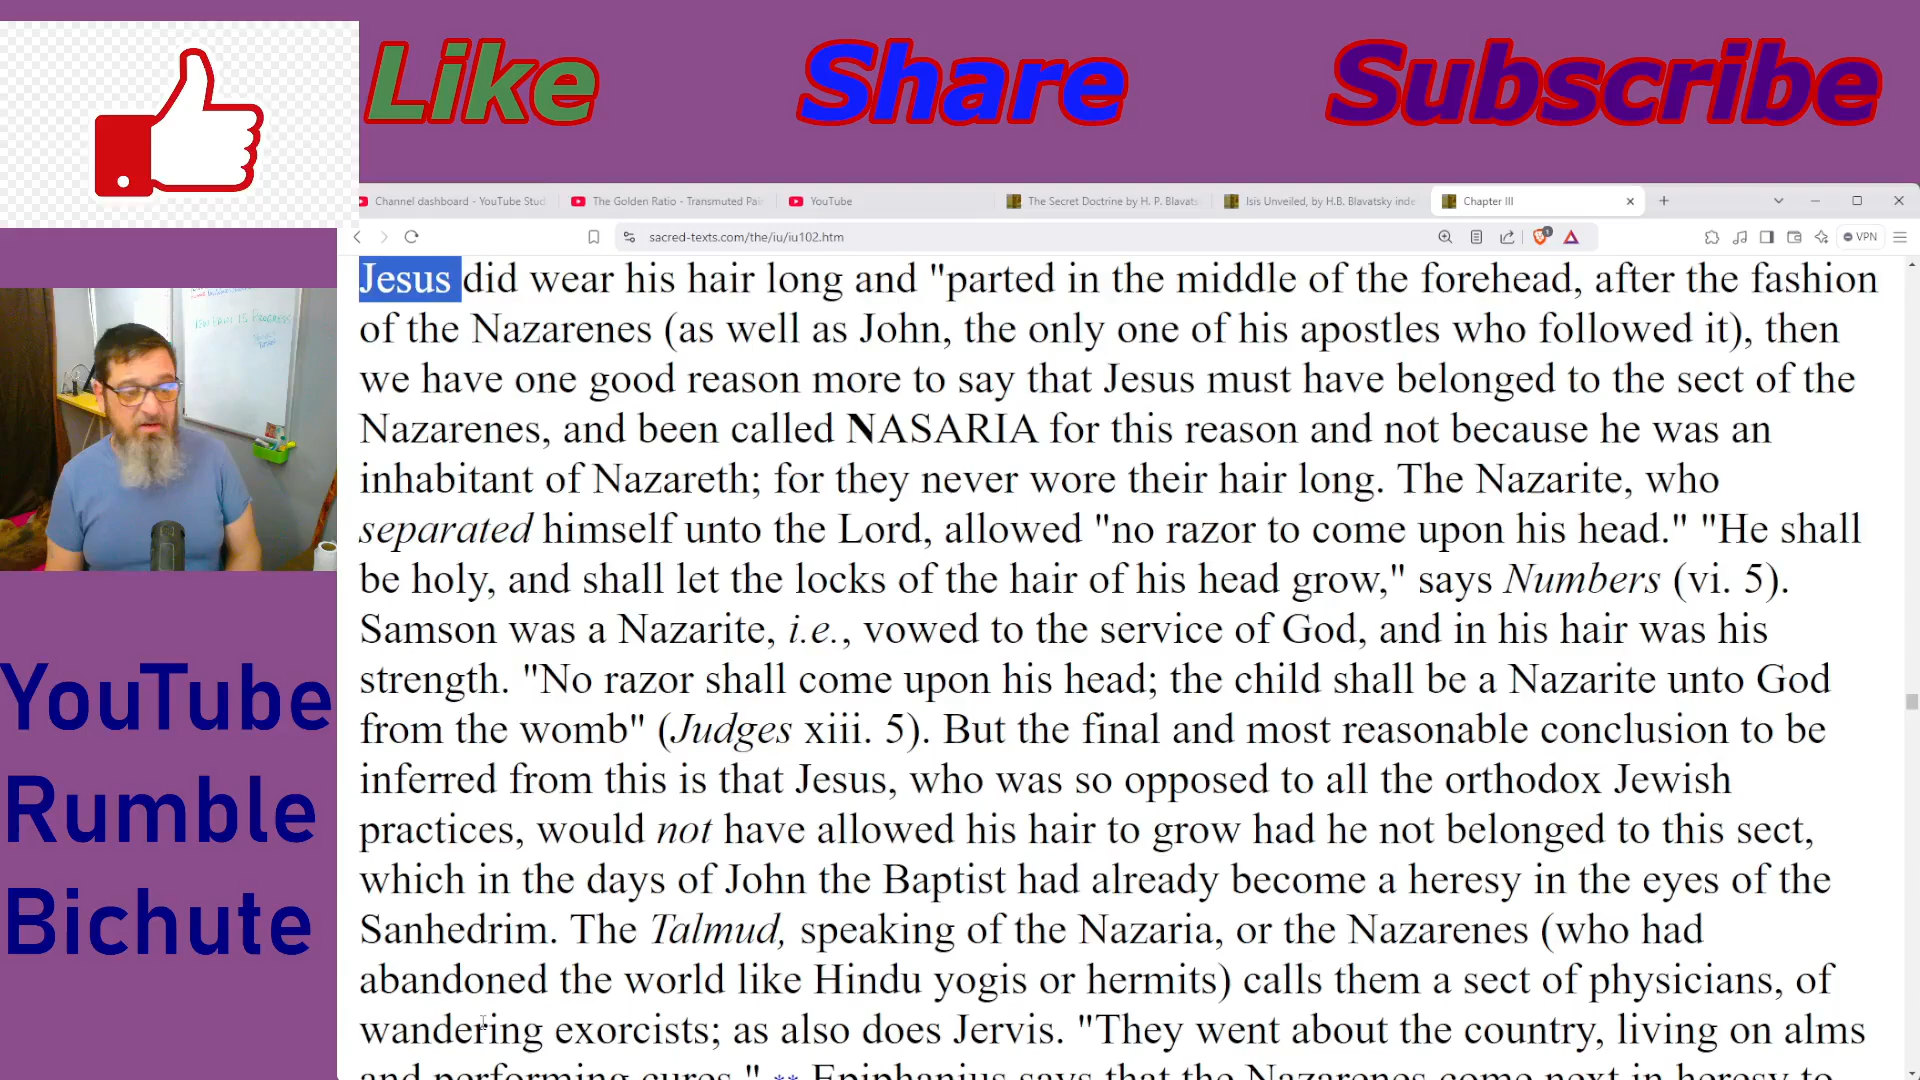 Like Share Subscribe
Channel dashboard - YouTube Stud
The Golden Ratio - Transmuted Pai
YouTube
The Secret Doctrine by H. P. Blavats
Isis Unveiled, by H.B. Blavatsky inde
Chapter III
sacred-texts.com/the/iu/iu102.htm
1
VPN
Jesus did wear his hair long and "parted in the middle of the forehead, after the fashion
of the Nazarenes (as well as John, the only one of his apostles who followed it), then
we have one good reason more to say that Jesus must have belonged to the sect of the
Nazarenes, and been called NASARIA for this reason and not because he was an
inhabitant of Nazareth; for they never wore their hair long. The Nazarite, who
separated himself unto the Lord, allowed "no razor to come upon his head." "He shall
be holy, and shall let the locks of the hair of his head grow," says Numbers (vi. 5).
Samson was a Nazarite, i.e., vowed to the service of God, and in his hair was his
strength. "No razor shall come upon his head; the child shall be a Nazarite unto God
from the womb" (Judges xiii. 5). But the final and most reasonable conclusion to be
inferred from this is that Jesus, who was so opposed to all the orthodox Jewish
practices, would not have allowed his hair to grow had he not belonged to this sect,
which in the days of John the Baptist had already become a heresy in the eyes of the
Sanhedrim. The Talmud, speaking of the Nazaria, or the Nazarenes (who had
abandoned the world like Hindu yogis or hermits) calls them a sect of physicians, of
wandering exorcists; as also does Jervis. "They went about the country, living on alms
and performing cures." ** Epiphanius says that the Nazarenes come next in heresy to
YouTube
Rumble
Bichute